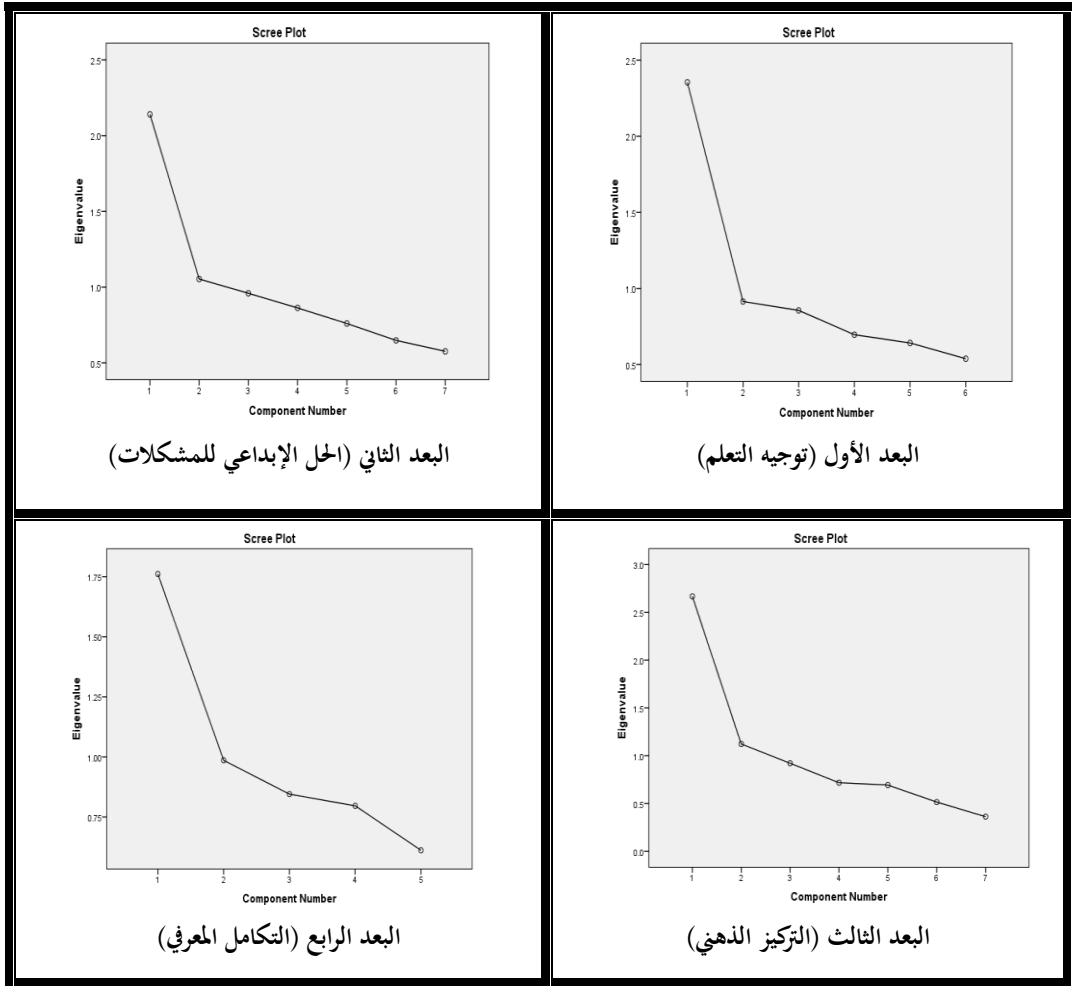 Scree Plot
2.5
2.0
1.5
1.0
0.5
Eigenvalue
1 2 3 4 5 6
Component Number
البعد الأول (توجيه التعلم)
Scree Plot
2.5
2.0
1.5
1.0
0.5
Eigenvalue
1 2 3 4 5 6 7
Component Number
البعد الثاني (الحل الإبداعي للمشكلات)
Scree Plot
3.0
2.5
2.0
1.5
1.0
0.5
0.0
Eigenvalue
1 2 3 4 5 6 7
Component Number
البعد الثالث (التركيز الذهني)
Scree Plot
1.75
1.50
1.25
1.00
0.75
Eigenvalue
1 2 3 4 5
Component Number
البعد الرابع (التكامل المعرفي)